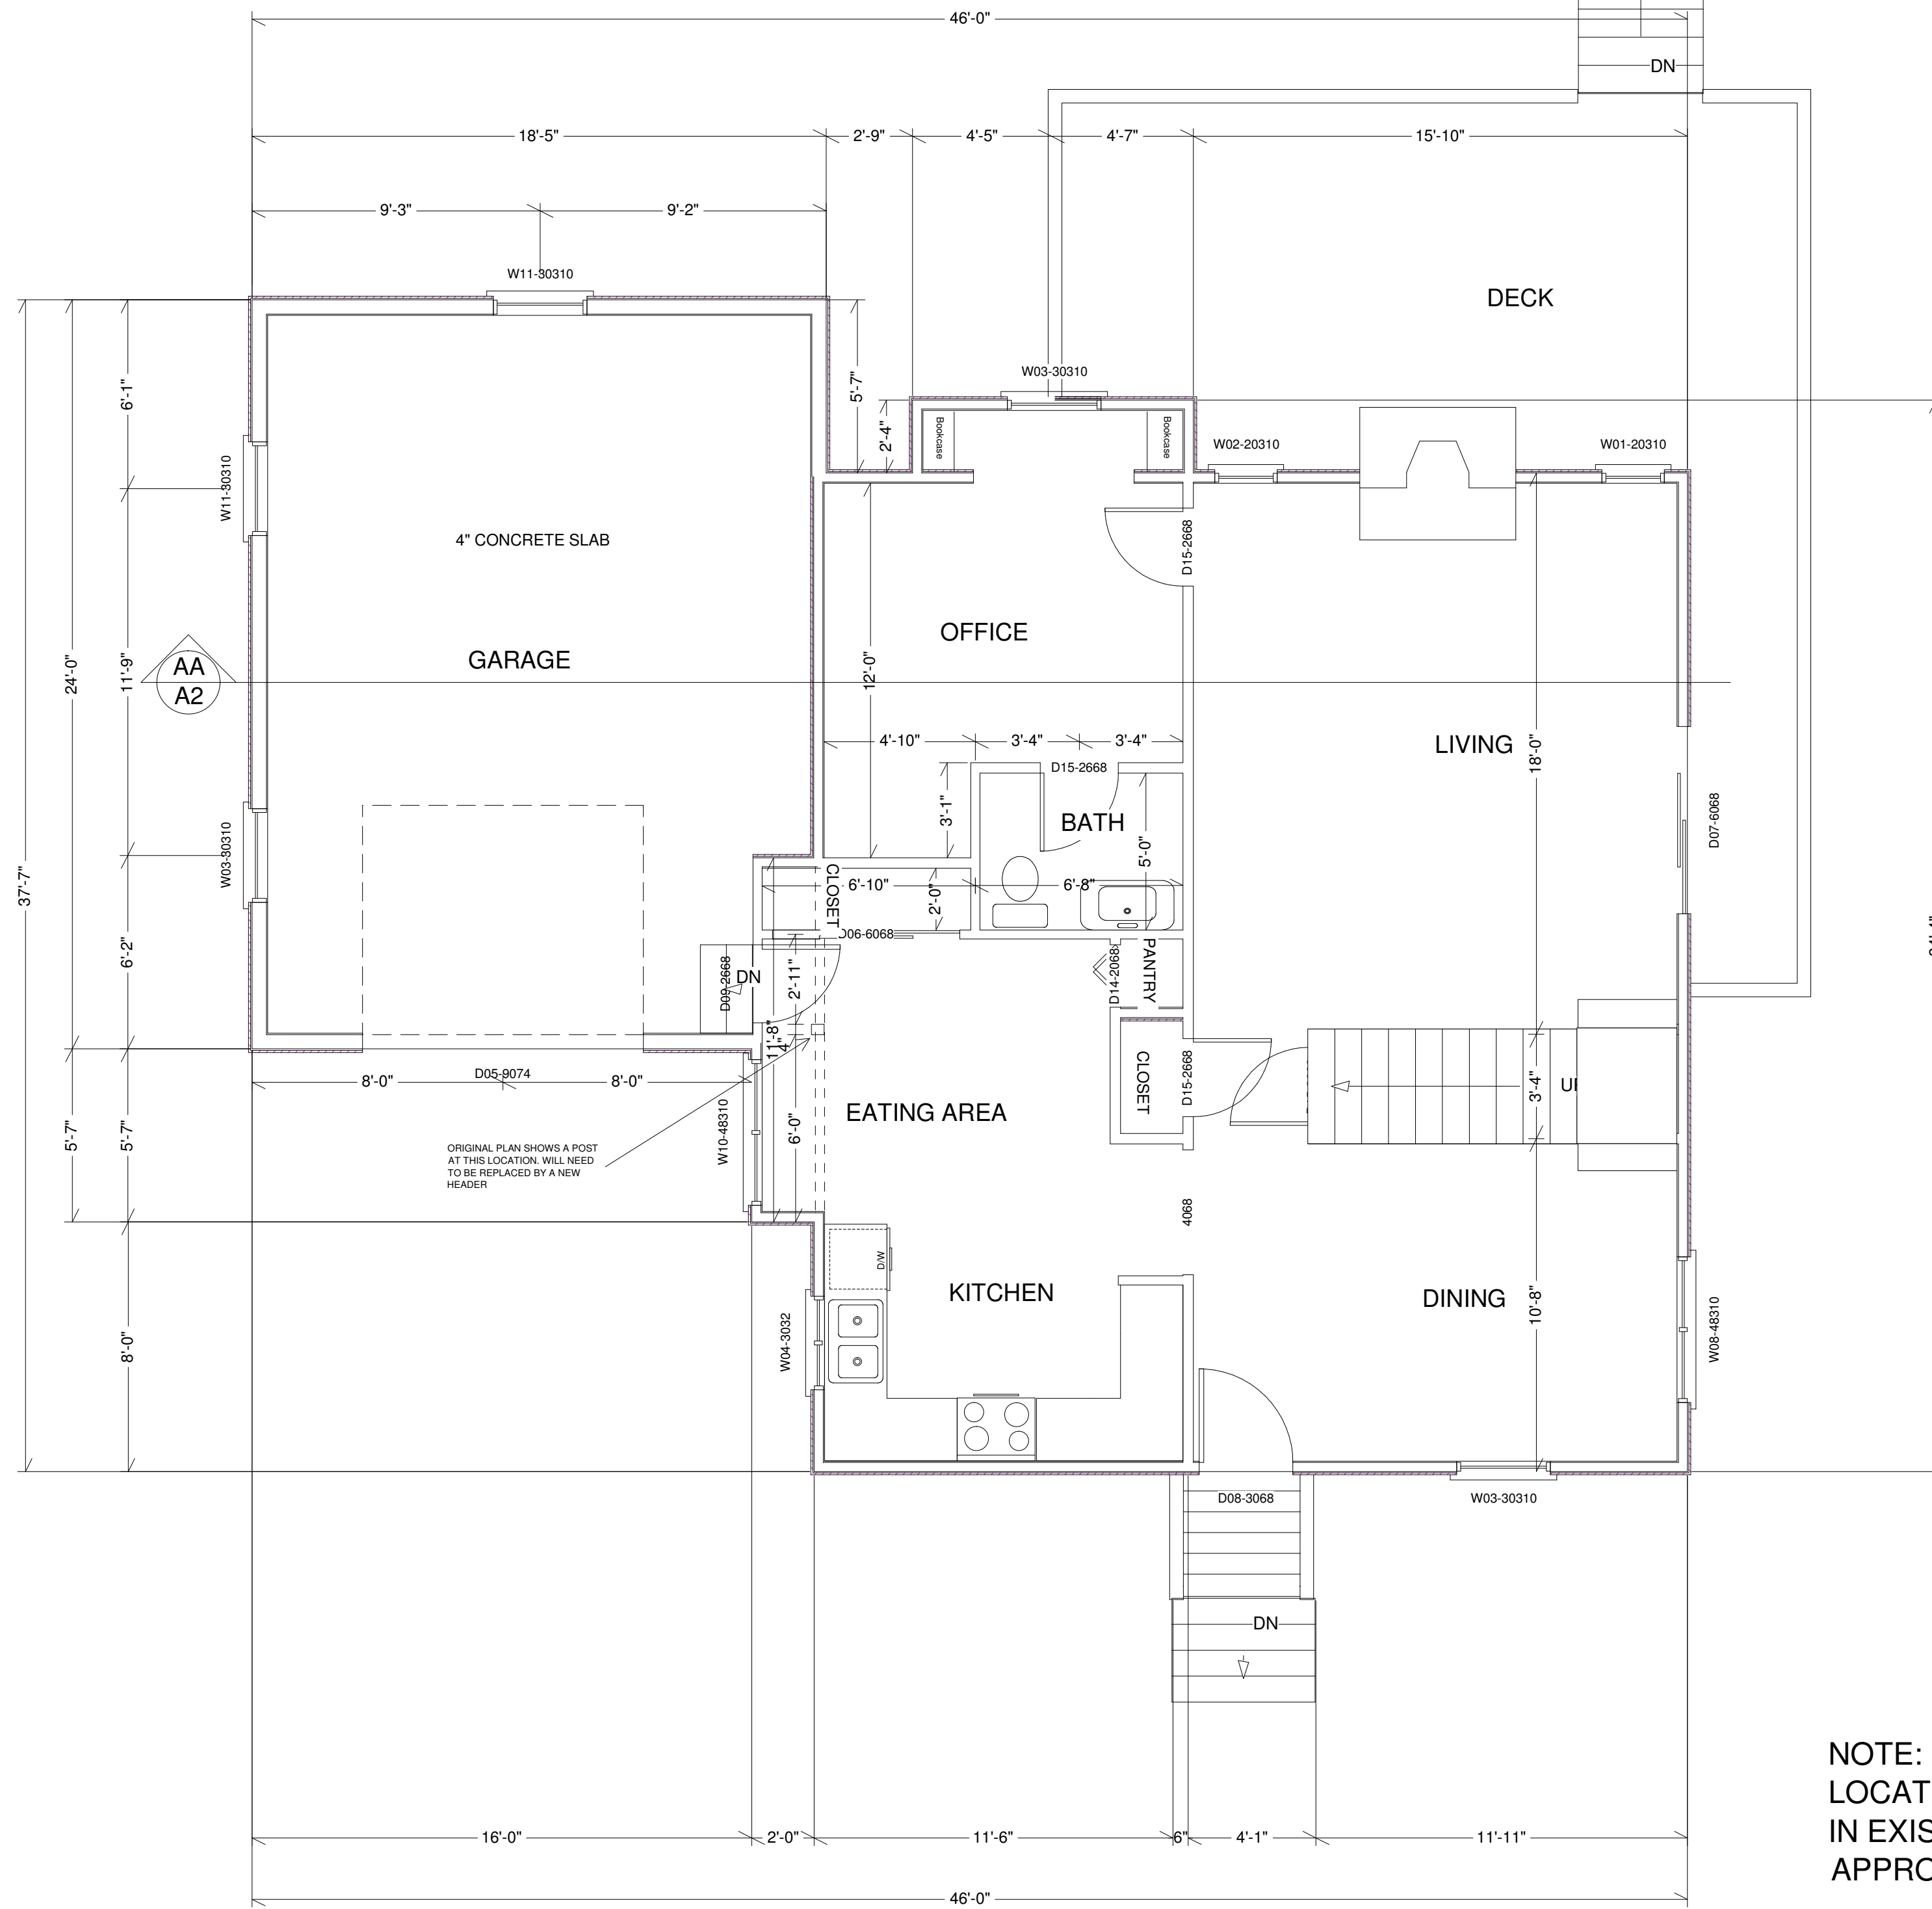 46'-0"
DN
18'-5"
2'-9"
4'-5"
4'-7"
15'-10"
9'-3"
9'-2"
W11-30310
DECK
W03-30310
6'-1"
5'-7"
2'-4"
Bookcase
Bookcase
W02-20310
W01-20310
W11-30310
4" CONCRETE SLAB
D15-2668
OFFICE
GARAGE
AA
A2
24'-0"
11'-9"
12'-0"
4'-10"
3'-4"
3'-4"
LIVING
18'-0"
D15-2668
3'-1"
BATH
5'-0"
D07-6068
W03-30310
37'-7"
CLOSET
6'-10"
2'-0"
6'-8"
D06-6068
6'-2"
D09-2668
DN
2'-11"
D14-2068
PANTRY
11'-8"
4"
8'-0"
D05-9074
8'-0"
CLOSET
D15-2668
3'-4"
EATING AREA
5'-7"
5'-7"
W10-48310
6'-0"
ORIGINAL PLAN SHOWS A POST
AT THIS LOCATION. WILL NEED
TO BE REPLACED BY A NEW
HEADER
4068
D/W
KITCHEN
DINING
10'-8"
W04-3032
W08-48310
8'-0"
D08-3068
W03-30310
DN
NOTE:
LOCAT
IN EXIS
APPRO
16'-0"
2'-0"
11'-6"
6"
4'-1"
11'-11"
46'-0"